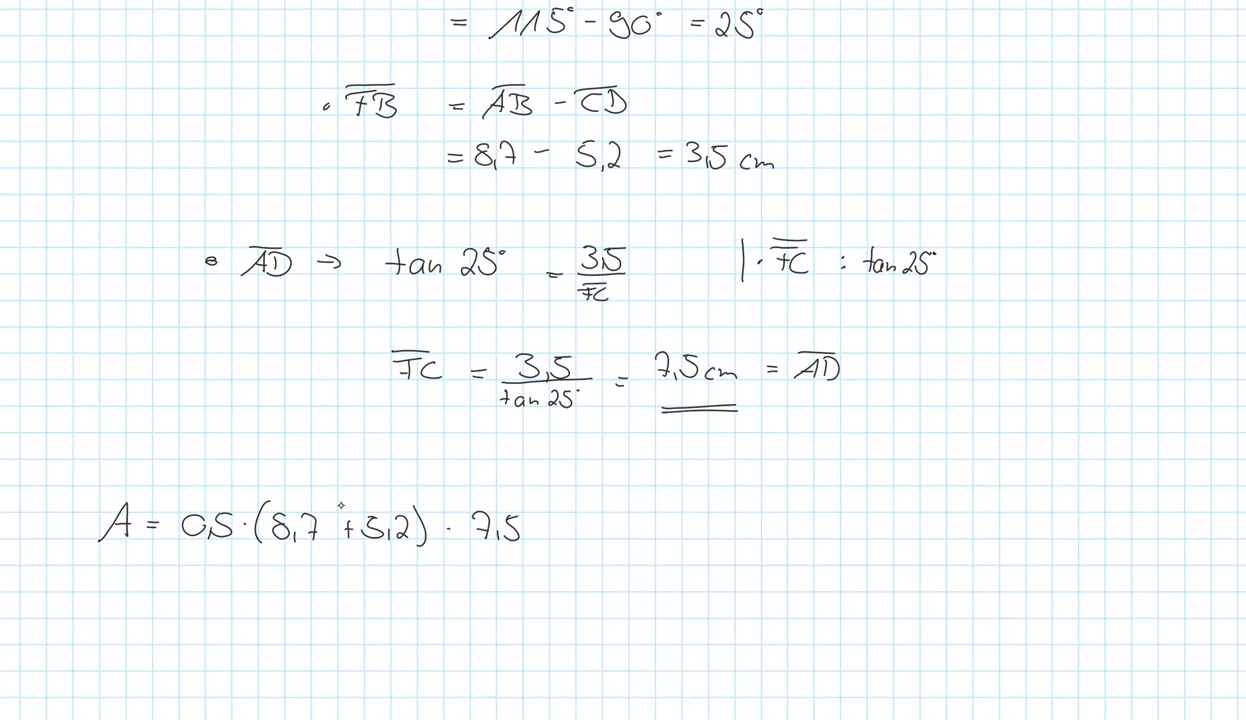 = 115° - 90° = 25°
• FB = AB - CD
= 8,7 - 5,2 = 3,5 cm
• AD → tan 25° = 3,5 / FC | · FC : tan 25°
FC = 3,5 / tan 25° = 7,5 cm = AD
A = 0,5 · (8,7 + 5,2) · 7,5